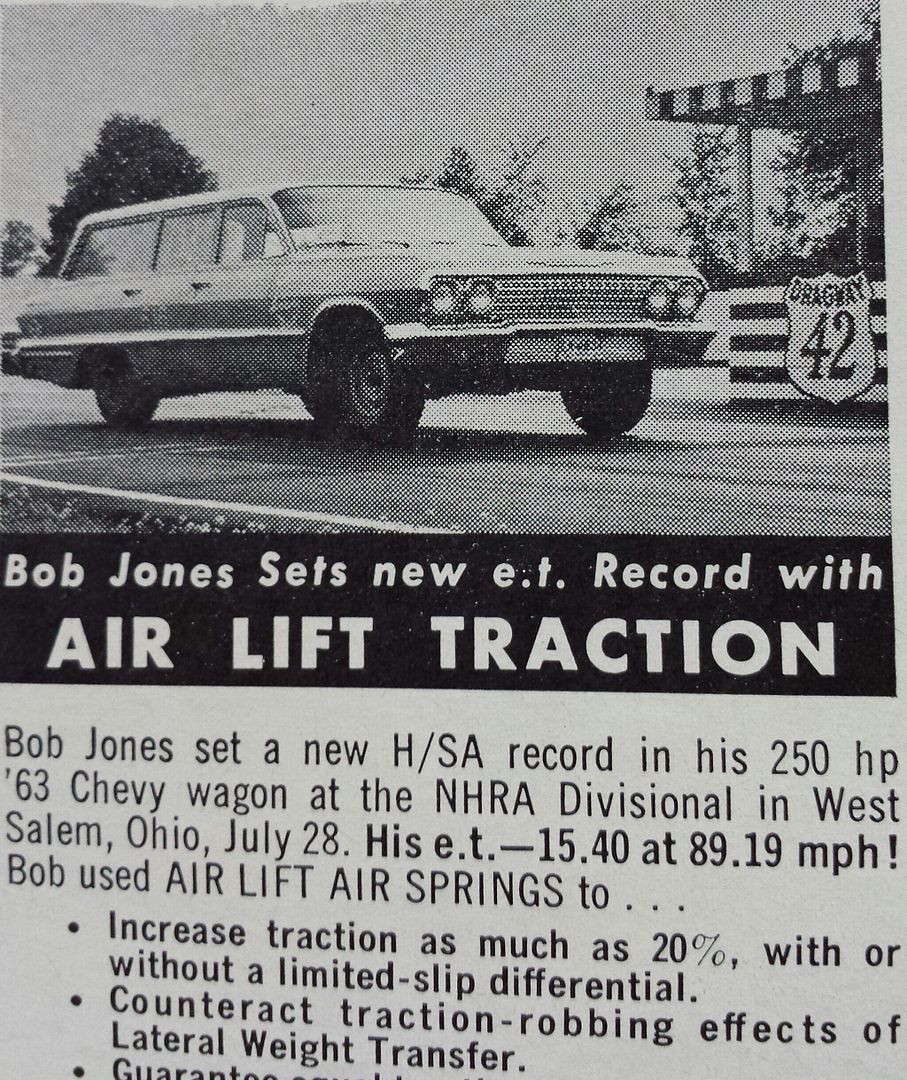 DRAGWAY
42
Bob Jones Sets new e.t. Record with
AIR LIFT TRACTION
Bob Jones set a new H/SA record in his 250 hp
'63 Chevy wagon at the NHRA Divisional in West
Salem, Ohio, July 28. His e.t.—15.40 at 89.19 mph!
Bob used AIR LIFT AIR SPRINGS to . . .
• Increase traction as much as 20%, with or
without a limited-slip differential.
• Counteract traction-robbing effects of
Lateral Weight Transfer.
• Guarantee equal